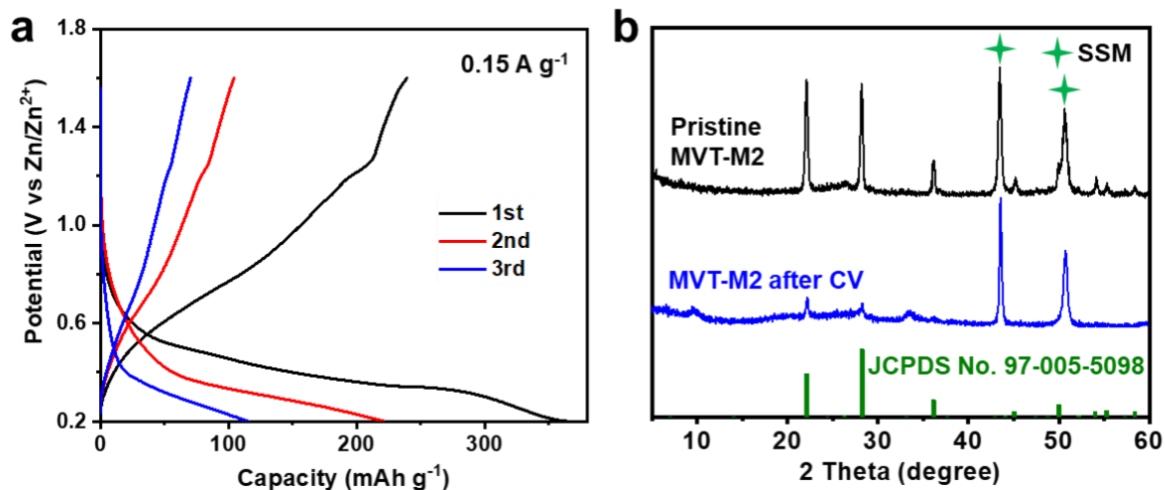 a
1.8
1.4
1.0
0.6
0.2
Potential (V vs Zn/Zn²⁺)
0.15 A g⁻¹
1st
2nd
3rd
0
100
200
300
Capacity (mAh g⁻¹)
b
SSM
Pristine
MVT-M2
MVT-M2 after CV
JCPDS No. 97-005-5098
10
20
30
40
50
60
2 Theta (degree)